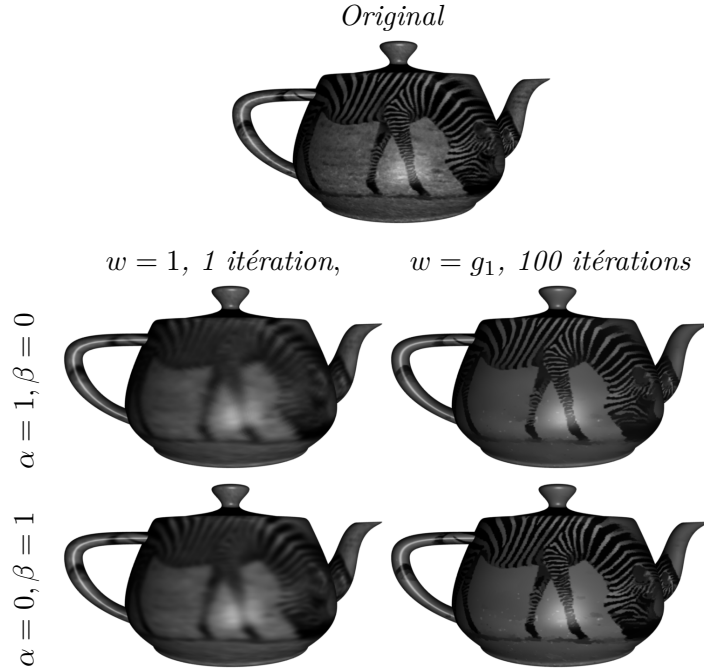 Original
w = 1, 1 itération,
w = g₁, 100 itérations
α = 1, β = 0
α = 0, β = 1